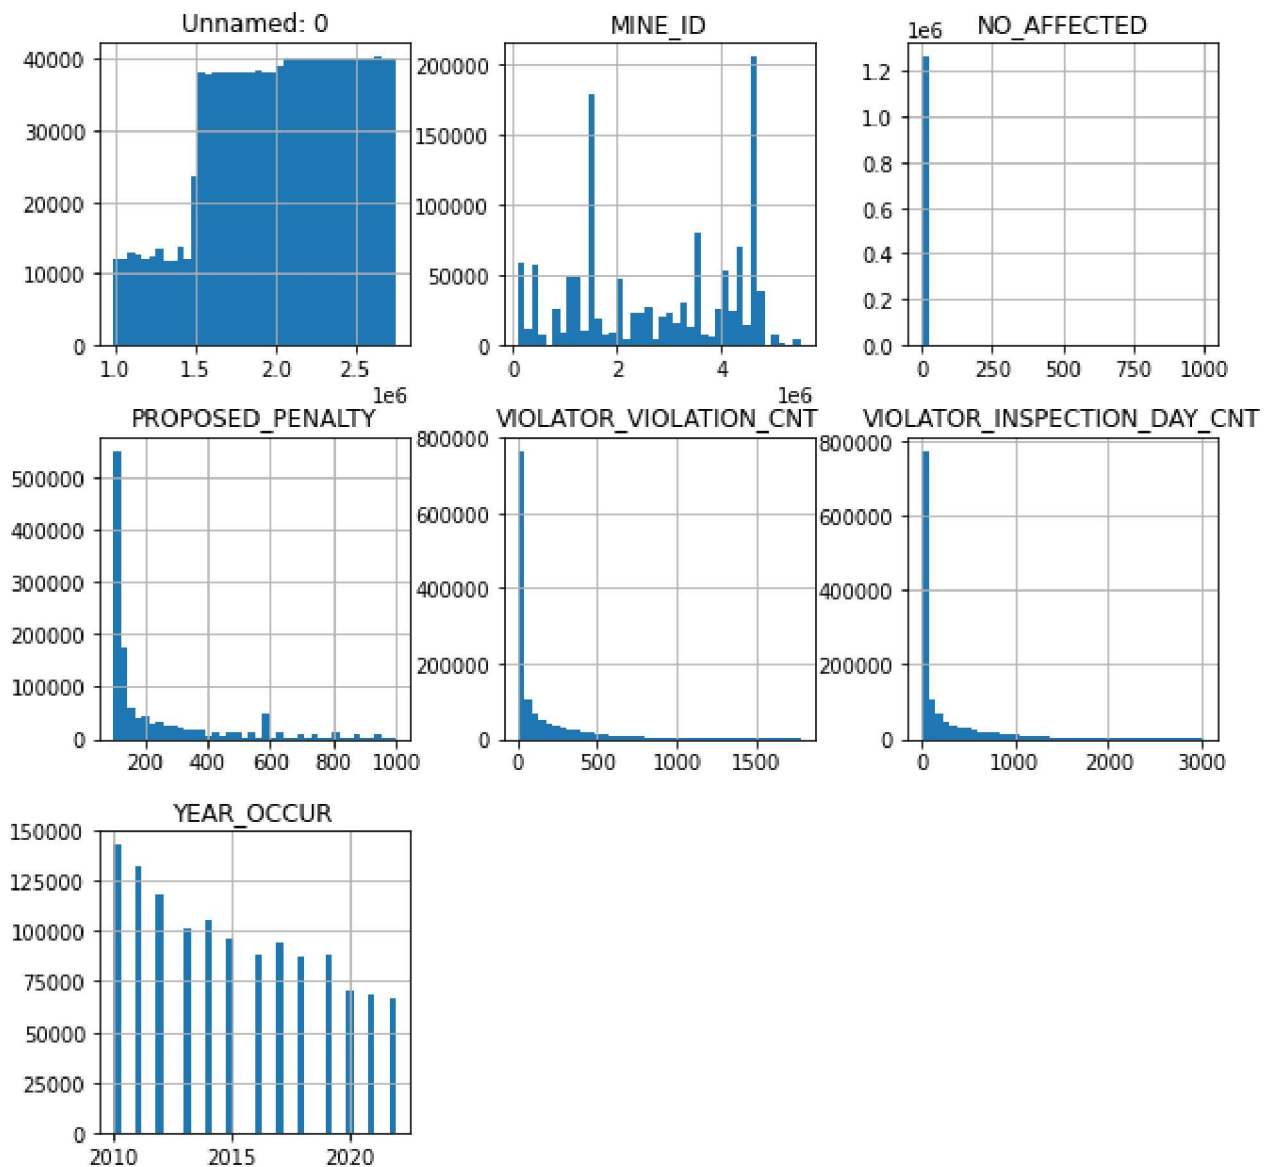 Unnamed: 0
40000
30000
20000
10000
0
1.0 1.5 2.0 2.5
1e6
MINE_ID
200000
150000
100000
50000
0
0 2 4
1e6
NO_AFFECTED
1e6
1.2
1.0
0.8
0.6
0.4
0.2
0.0
0 250 500 750 1000
PROPOSED_PENALTY
500000
400000
300000
200000
100000
0
200 400 600 800 1000
VIOLATOR_VIOLATION_CNT
800000
600000
400000
200000
0
0 500 1000 1500
VIOLATOR_INSPECTION_DAY_CNT
800000
600000
400000
200000
0
0 1000 2000 3000
YEAR_OCCUR
150000
125000
100000
75000
50000
25000
0
2010 2015 2020